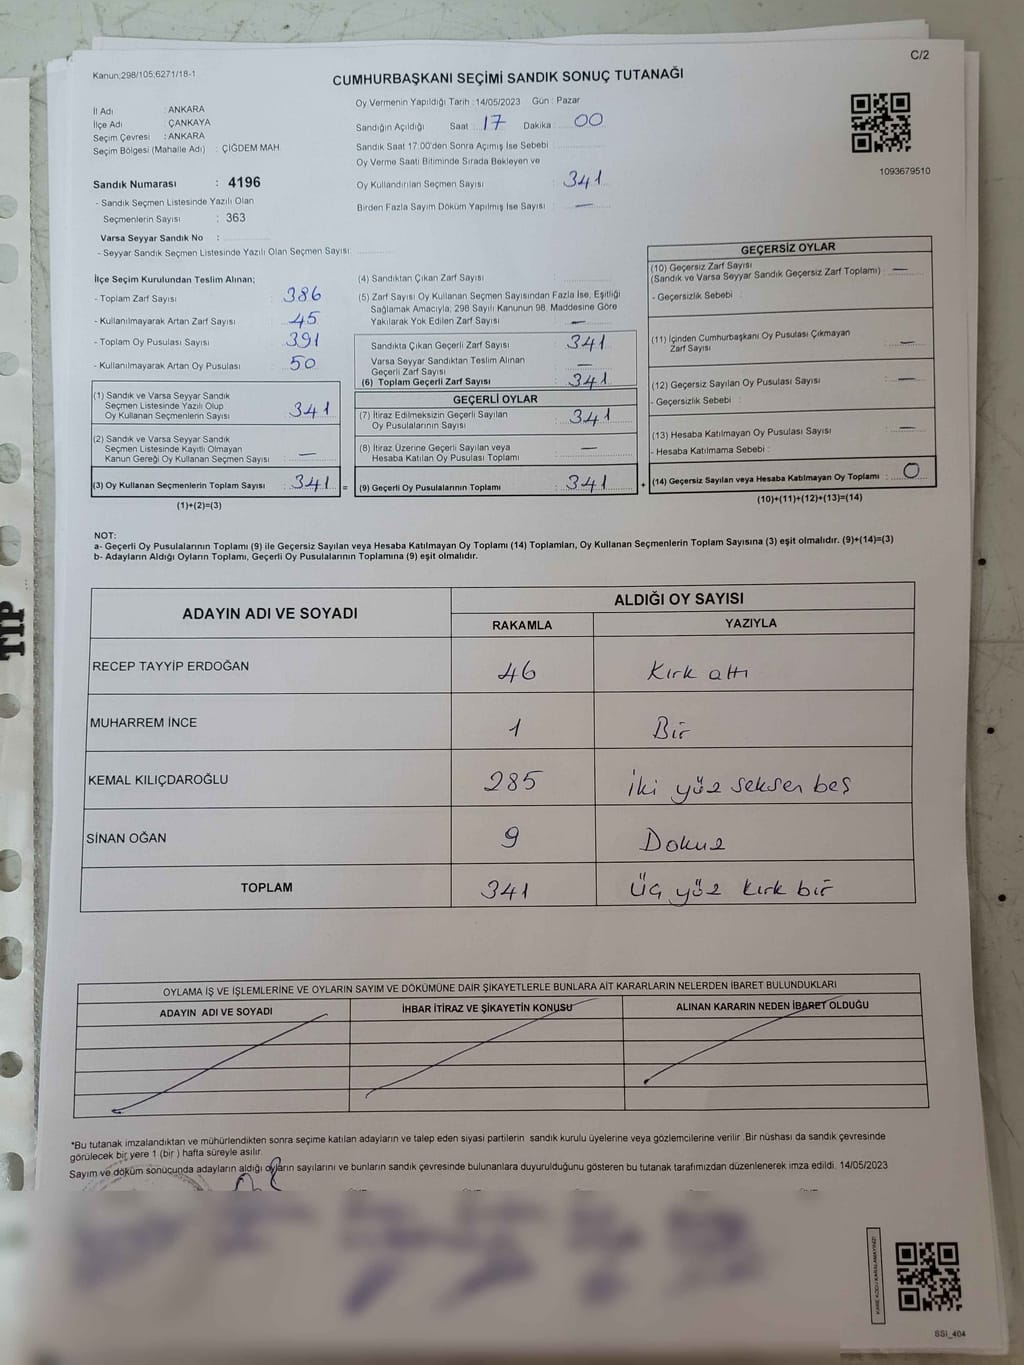 C/2
Kanun:298/105;6271/18-1
CUMHURBAŞKANI SEÇİMİ SANDIK SONUÇ TUTANAĞI
İl Adı : ANKARA
İlçe Adı : ÇANKAYA
Seçim Çevresi : ANKARA
Seçim Bölgesi (Mahalle Adı) : ÇİĞDEM MAH.
Sandık Numarası : 4196
- Sandık Seçmen Listesinde Yazılı Olan
Seçmenlerin Sayısı : 363
Varsa Seyyar Sandık No :
- Seyyar Sandık Seçmen Listesinde Yazılı Olan Seçmen Sayısı:
Oy Vermenin Yapıldığı Tarih :14/05/2023 Gün : Pazar
Sandığın Açıldığı Saat : 17 Dakika : 00
Sandık Saat 17:00'den Sonra Açımış İse Sebebi
Oy Verme Saati Bitiminde Sırada Bekleyen ve
Oy Kullandırılan Seçmen Sayısı : 341
Birden Fazla Sayım Döküm Yapılmış İse Sayısı : —
1093679510
İlçe Seçim Kurulundan Teslim Alınan;
- Toplam Zarf Sayısı : 386
- Kullanılmayarak Artan Zarf Sayısı : 45
- Toplam Oy Pusulası Sayısı : 391
- Kullanılmayarak Artan Oy Pusulası : 50
(1) Sandık ve Varsa Seyyar Sandık
Seçmen Listesinde Yazılı Olup
Oy Kullanan Seçmenlerin Sayısı : 341
(2) Sandık ve Varsa Seyyar Sandık
Seçmen Listesinde Kayıtlı Olmayan
Kanun Gereği Oy Kullanan Seçmen Sayısı : —
(3) Oy Kullanan Seçmenlerin Toplam Sayısı : 341 =
(1)+(2)=(3)
(4) Sandıktan Çıkan Zarf Sayısı :
(5) Zarf Sayısı Oy Kullanan Seçmen Sayısından Fazla İse, Eşitliği
Sağlamak Amacıyla; 298 Sayılı Kanunun 98. Maddesine Göre
Yakılarak Yok Edilen Zarf Sayısı : —
Sandıkta Çıkan Geçerli Zarf Sayısı : 341
Varsa Seyyar Sandıktan Teslim Alınan
Geçerli Zarf Sayısı : —
(6) Toplam Geçerli Zarf Sayısı : 341
GEÇERLİ OYLAR
(7) İtiraz Edilmeksizin Geçerli Sayılan
Oy Pusulalarının Sayısı : 341
(8) İtiraz Üzerine Geçerli Sayılan veya
Hesaba Katılan Oy Pusulası Toplamı : —
(9) Geçerli Oy Pusulalarının Toplamı : 341 +
GEÇERSİZ OYLAR
(10) Geçersiz Zarf Sayısı
(Sandık ve Varsa Seyyar Sandık Geçersiz Zarf Toplamı) : —
- Geçersizlik Sebebi :
(11) İçinden Cumhurbaşkanı Oy Pusulası Çıkmayan
Zarf Sayısı : —
(12) Geçersiz Sayılan Oy Pusulası Sayısı : —
- Geçersizlik Sebebi :
(13) Hesaba Katılmayan Oy Pusulası Sayısı : —
- Hesaba Katılmama Sebebi :
(14) Geçersiz Sayılan veya Hesaba Katılmayan Oy Toplamı : 0
(10)+(11)+(12)+(13)=(14)
NOT:
a- Geçerli Oy Pusulalarının Toplamı (9) ile Geçersiz Sayılan veya Hesaba Katılmayan Oy Toplamı (14) Toplamları, Oy Kullanan Seçmenlerin Toplam Sayısına (3) eşit olmalıdır. (9)+(14)=(3)
b- Adayların Aldığı Oyların Toplamı, Geçerli Oy Pusulalarının Toplamına (9) eşit olmalıdır.
ADAYIN ADI VE SOYADI ALDIĞI OY SAYISI
RAKAMLA YAZIYLA
RECEP TAYYİP ERDOĞAN 46 Kırk altı
MUHARREM İNCE 1 Bir
KEMAL KILIÇDAROĞLU 285 iki yüz seksen beş
SİNAN OĞAN 9 Dokuz
TOPLAM 341 üç yüz kırk bir
OYLAMA İŞ VE İŞLEMLERİNE VE OYLARIN SAYIM VE DÖKÜMÜNE DAİR ŞİKAYETLERLE BUNLARA AİT KARARLARIN NELERDEN İBARET BULUNDUKLARI
ADAYIN ADI VE SOYADI İHBAR İTİRAZ VE ŞİKAYETİN KONUSU ALINAN KARARIN NEDEN İBARET OLDUĞU
*Bu tutanak imzalandıktan ve mühürlendikten sonra seçime katılan adayların ve talep eden siyasi partilerin sandık kurulu üyelerine veya gözlemcilerine verilir .Bir nüshası da sandık çevresinde
görülecek bir yere 1 (bir ) hafta süreyle asılır.
Sayım ve döküm sonucunda adayların aldığı oyların sayılarını ve bunların sandık çevresinde bulunanlara duyurulduğunu gösteren bu tutanak tarafımızdan düzenlenerek imza edildi. 14/05/2023
KARE KODU KARALAMAYINIZ!
SSİ_404
TİP